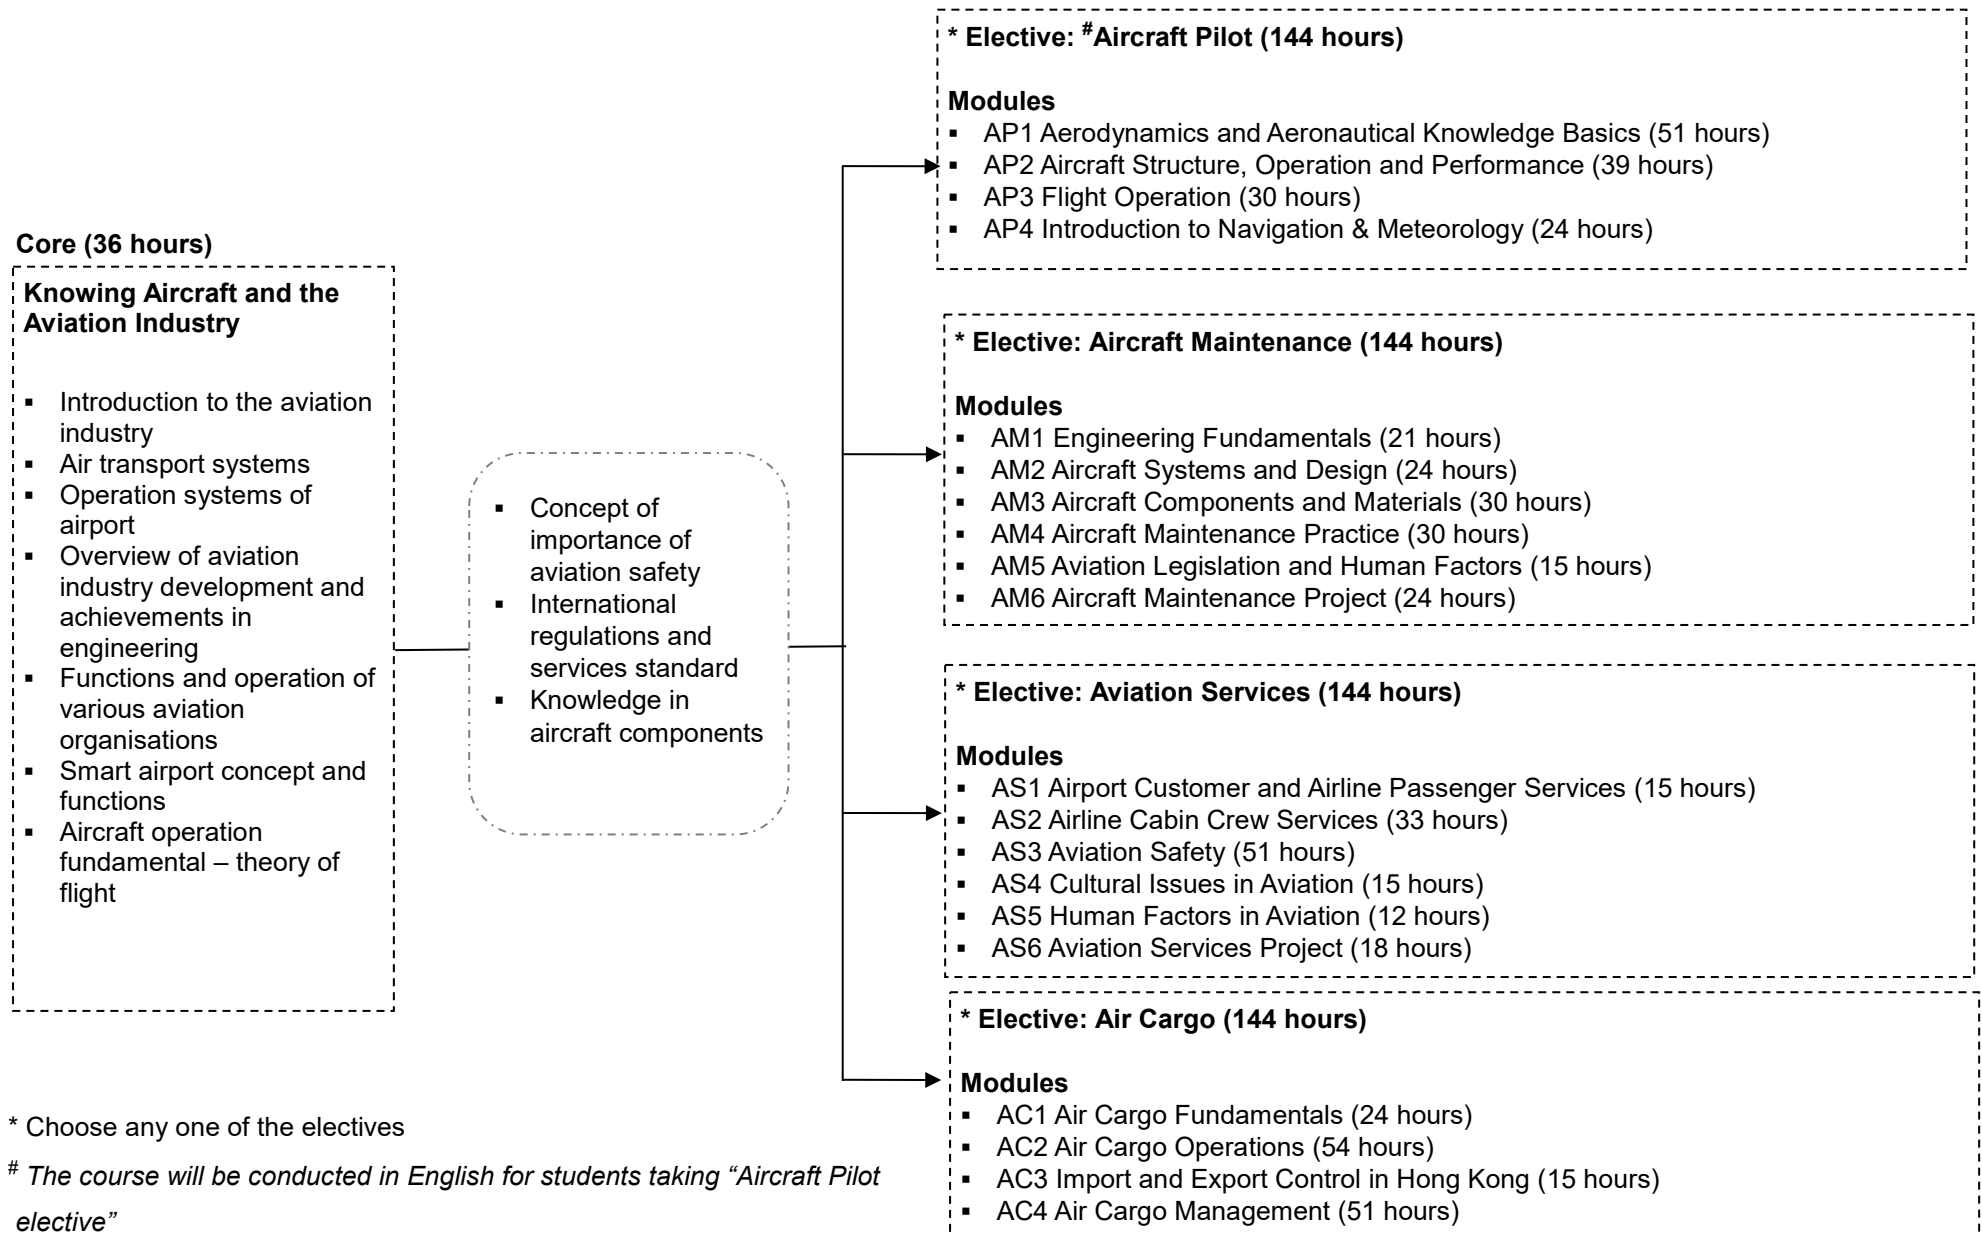 Core (36 hours)
Knowing Aircraft and the
Aviation Industry
▪ Introduction to the aviation
industry
▪ Air transport systems
▪ Operation systems of
airport
▪ Overview of aviation
industry development and
achievements in
engineering
▪ Functions and operation of
various aviation
organisations
▪ Smart airport concept and
functions
▪ Aircraft operation
fundamental – theory of
flight
▪ Concept of
importance of
aviation safety
▪ International
regulations and
services standard
▪ Knowledge in
aircraft components
* Elective: #Aircraft Pilot (144 hours)
Modules
▪ AP1 Aerodynamics and Aeronautical Knowledge Basics (51 hours)
▪ AP2 Aircraft Structure, Operation and Performance (39 hours)
▪ AP3 Flight Operation (30 hours)
▪ AP4 Introduction to Navigation & Meteorology (24 hours)
* Elective: Aircraft Maintenance (144 hours)
Modules
▪ AM1 Engineering Fundamentals (21 hours)
▪ AM2 Aircraft Systems and Design (24 hours)
▪ AM3 Aircraft Components and Materials (30 hours)
▪ AM4 Aircraft Maintenance Practice (30 hours)
▪ AM5 Aviation Legislation and Human Factors (15 hours)
▪ AM6 Aircraft Maintenance Project (24 hours)
* Elective: Aviation Services (144 hours)
Modules
▪ AS1 Airport Customer and Airline Passenger Services (15 hours)
▪ AS2 Airline Cabin Crew Services (33 hours)
▪ AS3 Aviation Safety (51 hours)
▪ AS4 Cultural Issues in Aviation (15 hours)
▪ AS5 Human Factors in Aviation (12 hours)
▪ AS6 Aviation Services Project (18 hours)
* Elective: Air Cargo (144 hours)
Modules
▪ AC1 Air Cargo Fundamentals (24 hours)
▪ AC2 Air Cargo Operations (54 hours)
▪ AC3 Import and Export Control in Hong Kong (15 hours)
▪ AC4 Air Cargo Management (51 hours)
* Choose any one of the electives
# The course will be conducted in English for students taking “Aircraft Pilot
elective”